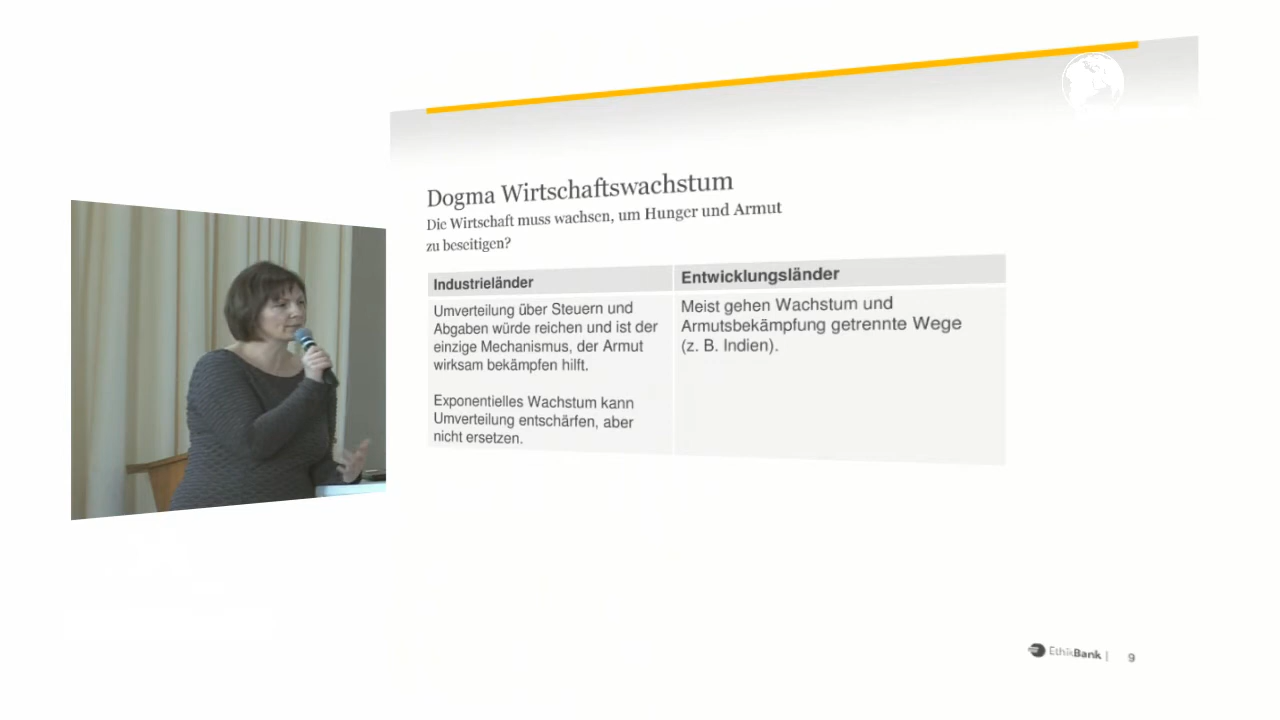 Dogma Wirtschaftswachstum
Die Wirtschaft muss wachsen, um Hunger und Armut
zu beseitigen?
Industrieländer
Umverteilung über Steuern und
Abgaben würde reichen und ist der
einzige Mechanismus, der Armut
wirksam bekämpfen hilft.
Exponentielles Wachstum kann
Umverteilung entschärfen, aber
nicht ersetzen.
Entwicklungsländer
Meist gehen Wachstum und
Armutsbekämpfung getrennte Wege
(z. B. Indien).
EthikBank | 9